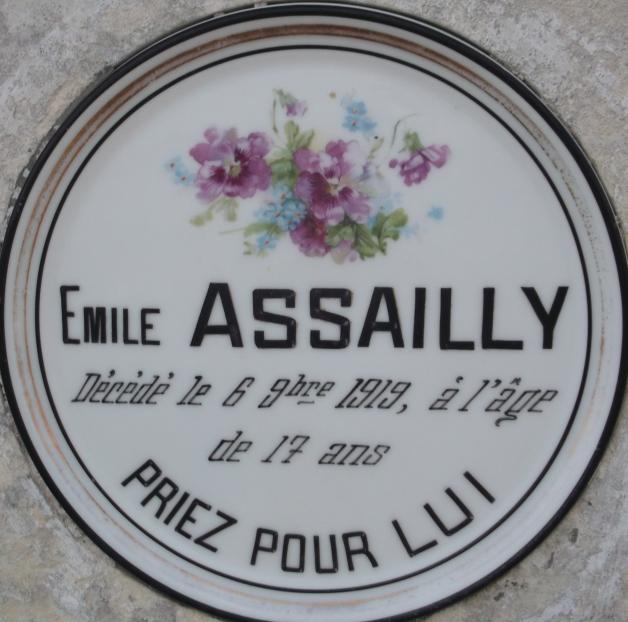 EMILE ASSAILLY
Décédé le 6 9bre 1919, á l'âge
de 17 ans
PRIEZ POUR LUI